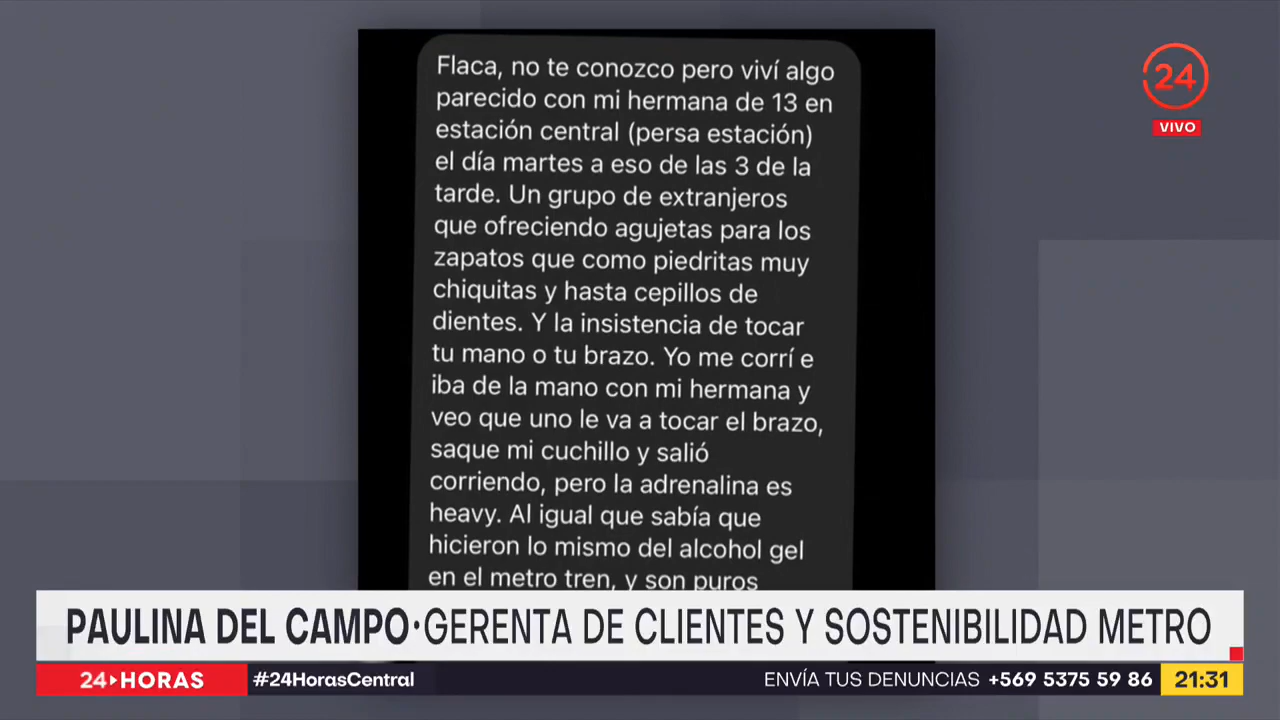 Flaca, no te conozco pero viví algo
parecido con mi hermana de 13 en
estación central (persa estación)
el día martes a eso de las 3 de la
tarde. Un grupo de extranjeros
que ofreciendo agujetas para los
zapatos que como piedritas muy
chiquitas y hasta cepillos de
dientes. Y la insistencia de tocar
tu mano o tu brazo. Yo me corrí e
iba de la mano con mi hermana y
veo que uno le va a tocar el brazo,
saque mi cuchillo y salió
corriendo, pero la adrenalina es
heavy. Al igual que sabía que
hicieron lo mismo del alcohol gel
en el metro tren, y son puros
24
VIVO
PAULINA DEL CAMPO·GERENTA DE CLIENTES Y SOSTENIBILIDAD METRO
24 HORAS
#24HorasCentral
ENVÍA TUS DENUNCIAS +569 5375 59 86
21:31